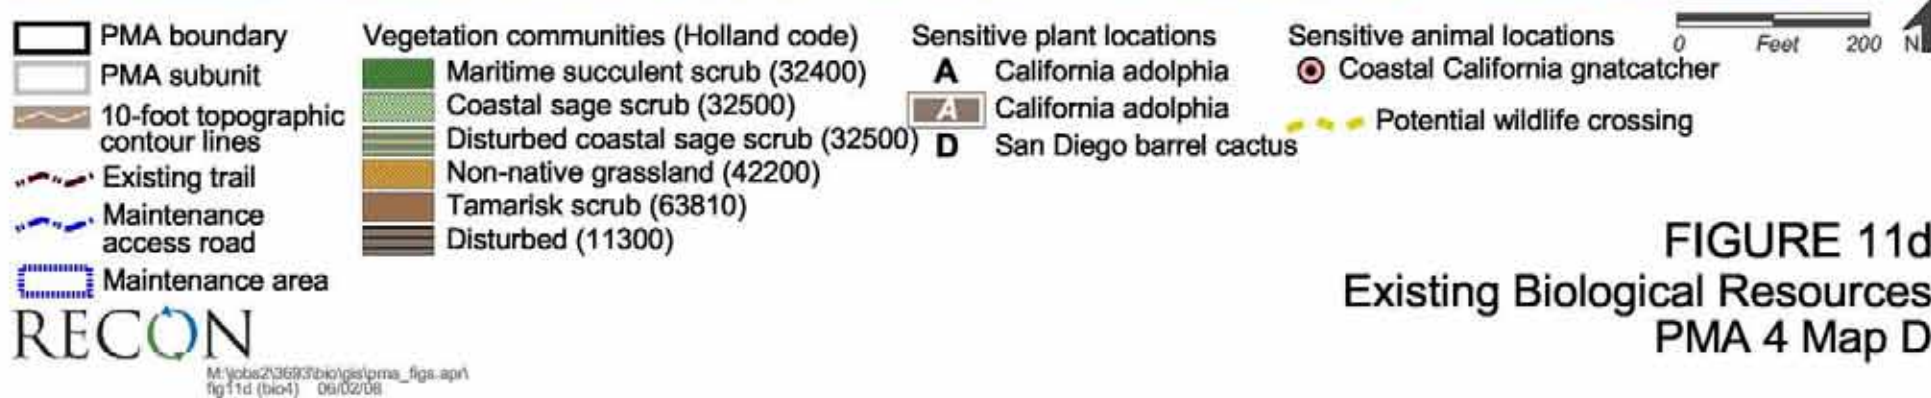 PMA boundary
PMA subunit
10-foot topographic
contour lines
Existing trail
Maintenance
access road
Maintenance area
Vegetation communities (Holland code)
Maritime succulent scrub (32400)
Coastal sage scrub (32500)
Disturbed coastal sage scrub (32500)
Non-native grassland (42200)
Tamarisk scrub (63810)
Disturbed (11300)
Sensitive plant locations
A California adolphia
A California adolphia
D San Diego barrel cactus
Sensitive animal locations
Coastal California gnatcatcher
Potential wildlife crossing
0 Feet 200 N
FIGURE 11d
Existing Biological Resources
PMA 4 Map D
RECON
M:\jobs2\3693\bio\gis\pma_figs.apr\
fig11d (bio4) 06/02/08